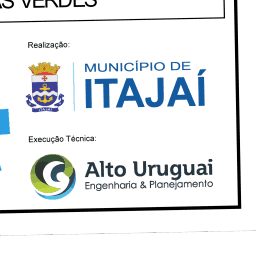 AS VERDES
Realização:
MUNICÍPIO DE
ITAJAÍ
Execução Técnica:
Alto Uruguai
Engenharia & Planejamento